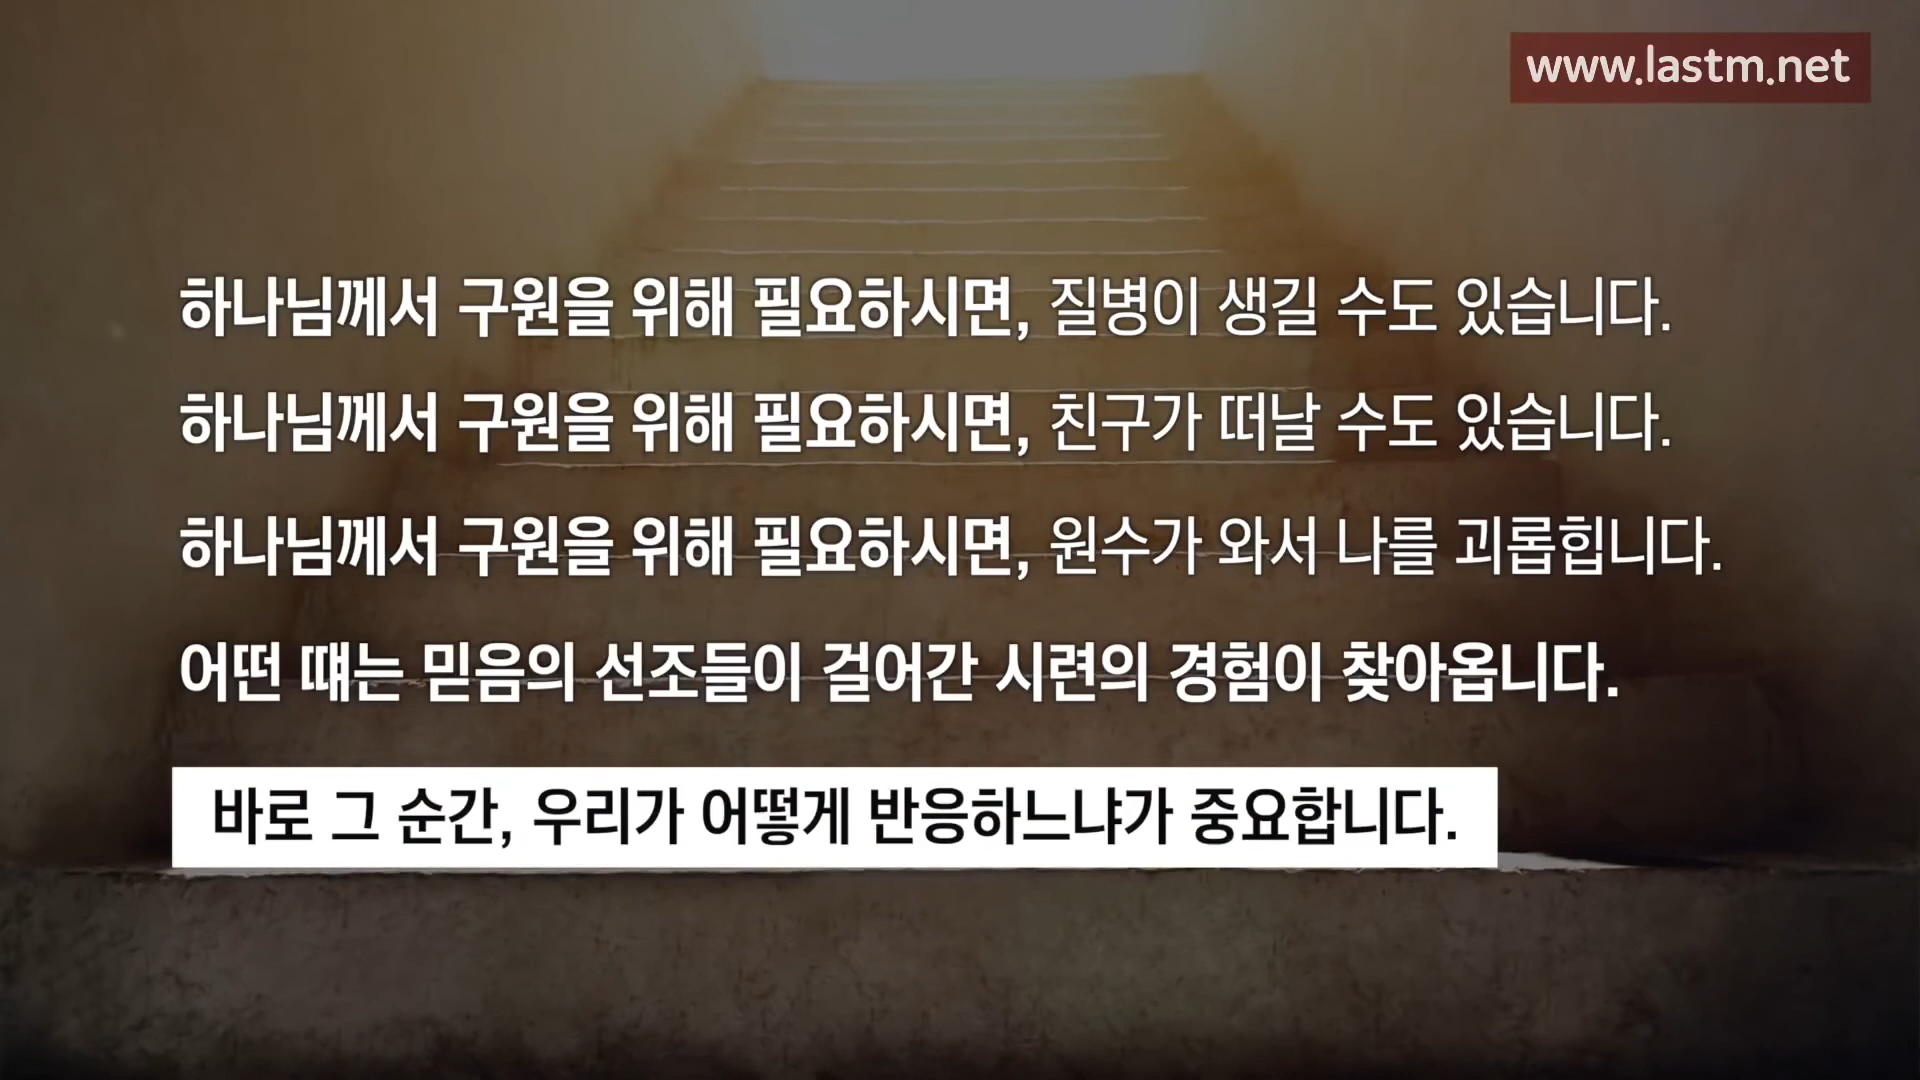 www.lastm.net
하나님께서 구원을 위해 필요하시면, 질병이 생길 수도 있습니다.
하나님께서 구원을 위해 필요하시면, 친구가 떠날 수도 있습니다.
하나님께서 구원을 위해 필요하시면, 원수가 와서 나를 괴롭힙니다.
어떤 떄는 믿음의 선조들이 걸어간 시련의 경험이 찾아옵니다.
바로 그 순간, 우리가 어떻게 반응하느냐가 중요합니다.